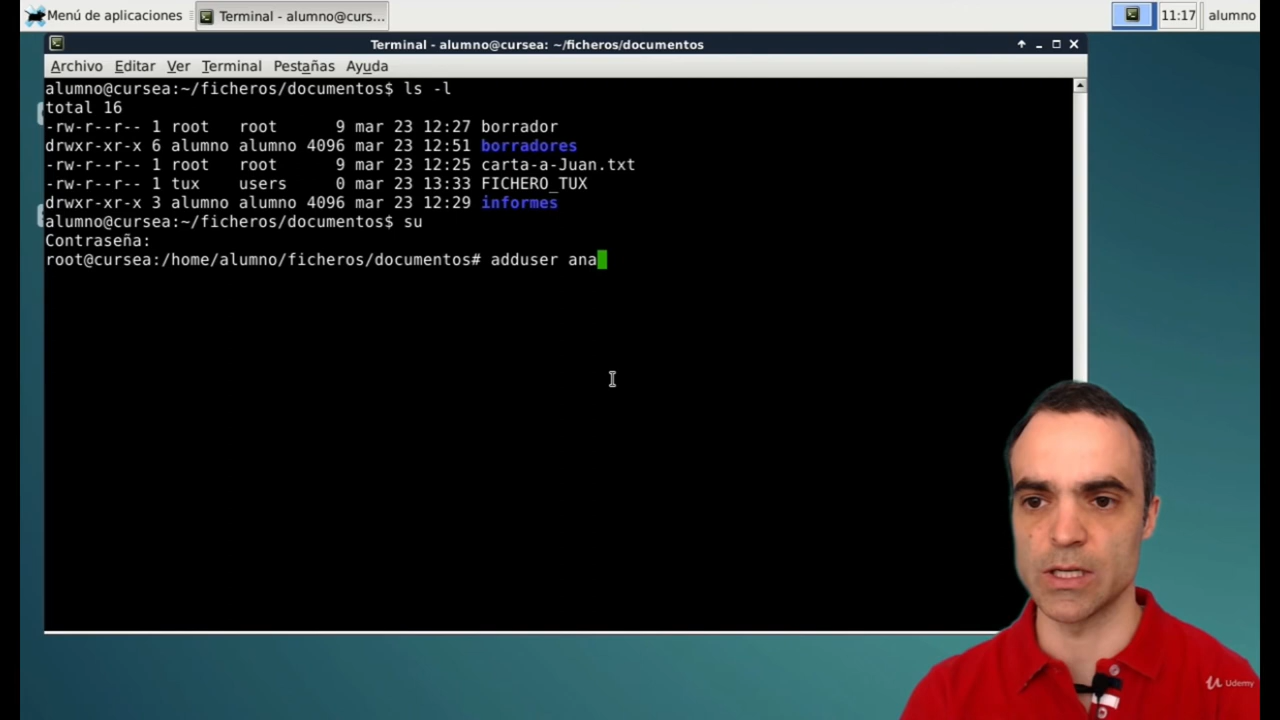 Menú de aplicaciones
Terminal - alumno@curs...
11:17
alumno
Terminal - alumno@cursea: ~/ficheros/documentos
Archivo Editar Ver Terminal Pestañas Ayuda
alumno@cursea:~/ficheros/documentos$ ls -l
total 16
-rw-r--r-- 1 root   root      9 mar 23 12:27 borrador
drwxr-xr-x 6 alumno alumno 4096 mar 23 12:51 borradores
-rw-r--r-- 1 root   root      9 mar 23 12:25 carta-a-Juan.txt
-rw-r--r-- 1 tux    users     0 mar 23 13:33 FICHERO_TUX
drwxr-xr-x 3 alumno alumno 4096 mar 23 12:29 informes
alumno@cursea:~/ficheros/documentos$ su
Contraseña:
root@cursea:/home/alumno/ficheros/documentos# adduser ana
Udemy